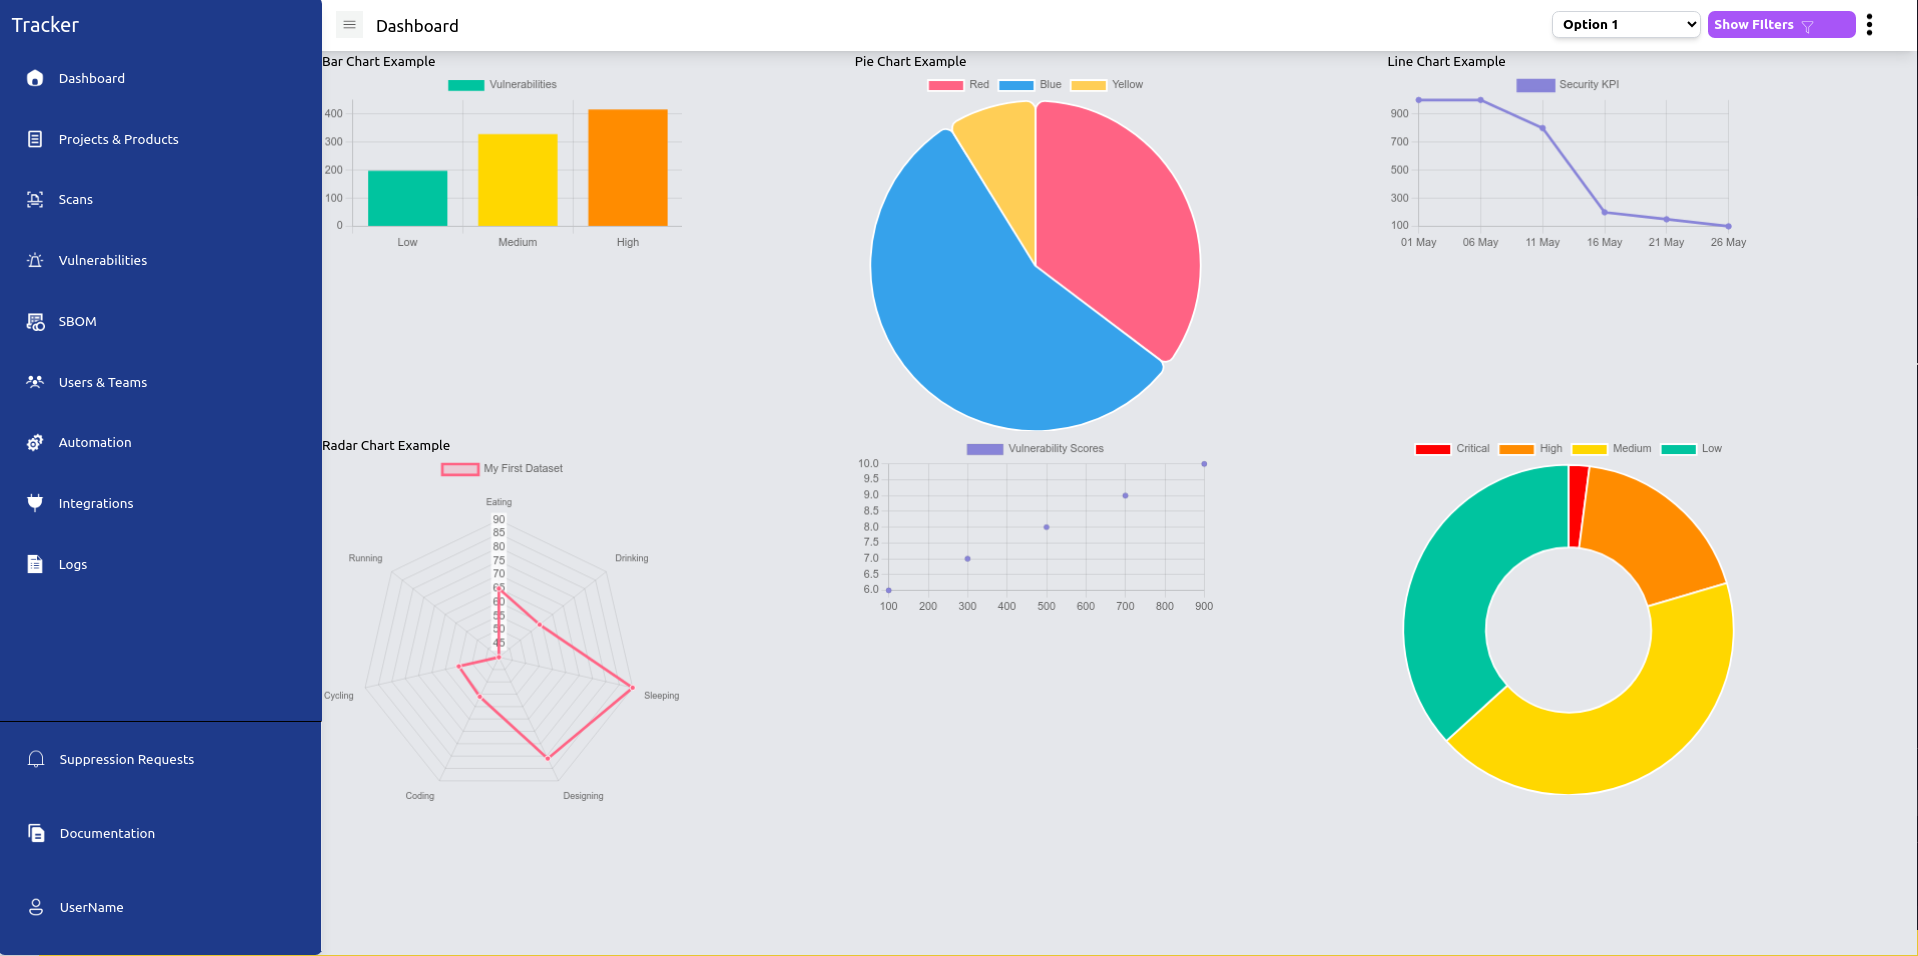 Tracker
Dashboard
Projects & Products
Scans
Vulnerabilities
SBOM
Users & Teams
Automation
Integrations
Logs
Suppression Requests
Documentation
UserName
Dashboard
Option 1
Show FIlters
Bar Chart Example
Vulnerabilities
400
300
200
100
0
Low Medium High
Pie Chart Example
Red Blue Yellow
Line Chart Example
Security KPI
900
700
500
300
100
01 May 06 May 11 May 16 May 21 May 26 May
Radar Chart Example
My First Dataset
Eating
Drinking
Sleeping
Designing
Coding
Cycling
Running
90
85
80
75
70
65
60
55
50
45
Vulnerability Scores
10.0
9.5
9.0
8.5
8.0
7.5
7.0
6.5
6.0
100 200 300 400 500 600 700 800 900
Critical High Medium Low